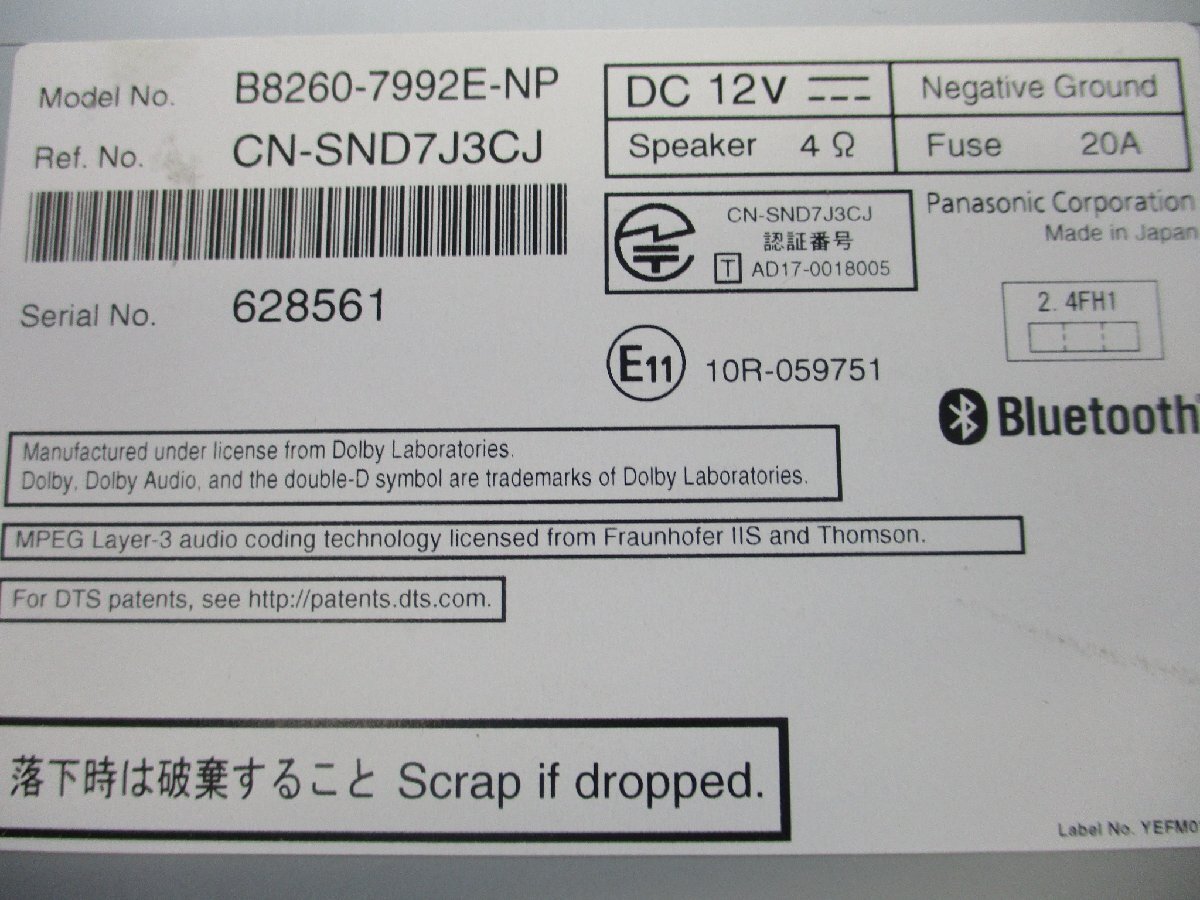 Model No. B8260-7992E-NP
Ref. No. CN-SND7J3CJ
Serial No. 628561
DC 12V Negative Ground
Speaker 4 Ω Fuse 20A
CN-SND7J3CJ
認証番号
T AD17-0018005
Panasonic Corporation
Made in Japan
2.4FH1
E11 10R-059751
Bluetooth
Manufactured under license from Dolby Laboratories.
Dolby, Dolby Audio, and the double-D symbol are trademarks of Dolby Laboratories.
MPEG Layer-3 audio coding technology licensed from Fraunhofer IIS and Thomson.
For DTS patents, see http://patents.dts.com.
落下時は破棄すること Scrap if dropped.
Label No.